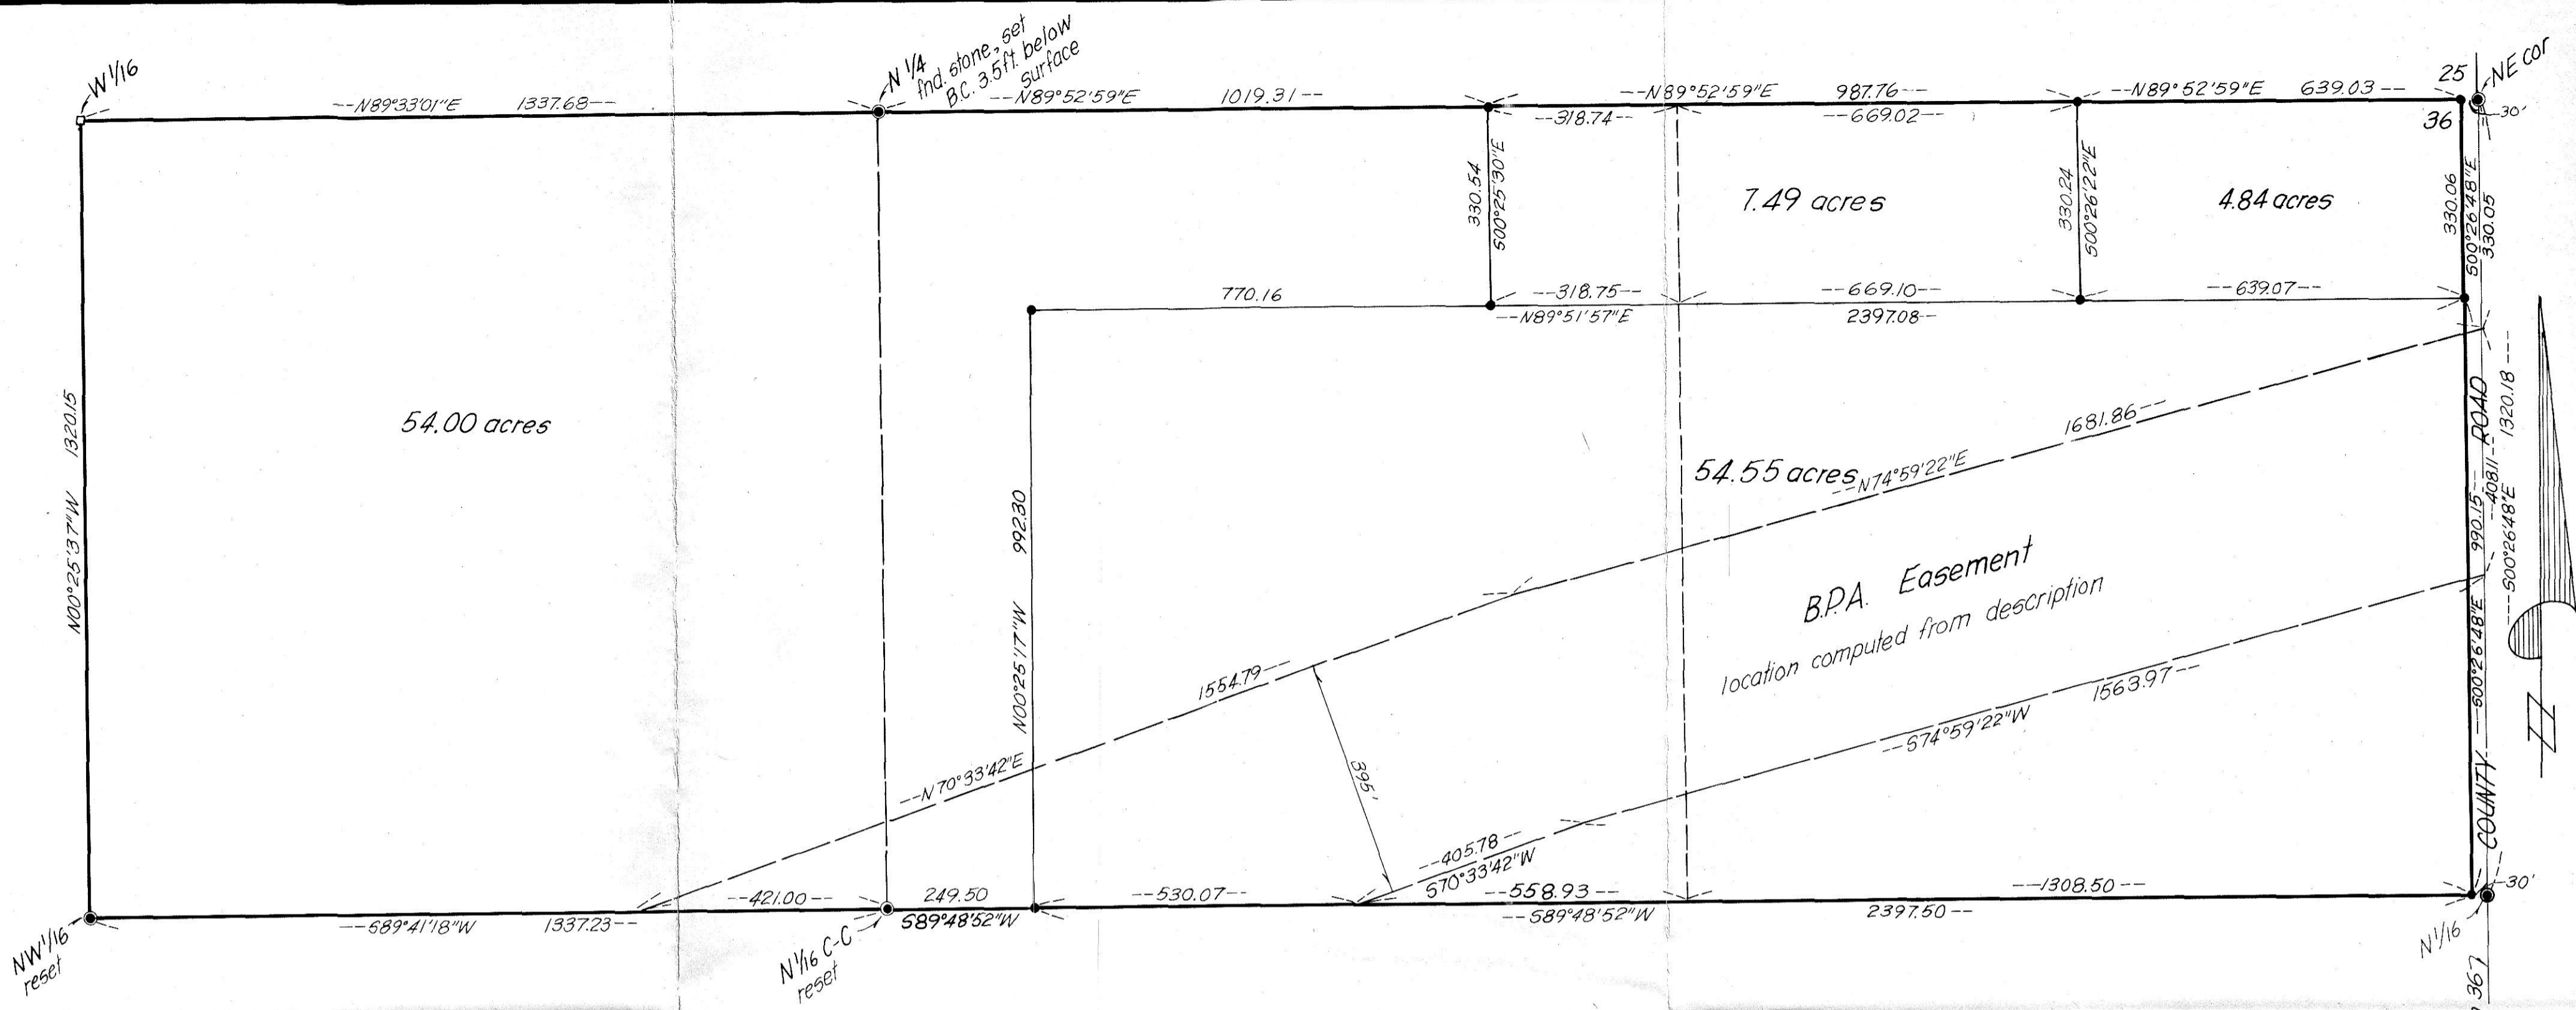 W 1/16
N 1/4
fnd. stone, set
B.C. 3.5 ft. below
surface
25
NE cor
--N89°33'01"E 1337.68--
--N89°52'59"E 1019.31--
--N89°52'59"E 987.76--
--N89°52'59"E 639.03--
--318.74--
--669.02--
36
--30'
330.54
S00°25'30"E
7.49 acres
330.24
S00°26'22"E
4.84 acres
330.06
S00°26'48"E
330.05
770.16
--318.75--
--669.10--
--639.07--
--N89°51'57"E
2397.08--
N00°25'37"W 1320.15
54.00 acres
N00°25'17"W 992.30
54.55 acres
--N74°59'22"E
1681.86--
B.P.A. Easement
location computed from description
--N70°33'42"E
1554.79--
395'
--S74°59'22"W
1563.97--
--405.78--
S70°33'42"W
COUNTY ROAD
--S00°26'48"E 990.15--
--408.11--
---S00°26'48"E 1320.18---
N
--421.00--
249.50
--530.07--
--558.93--
--1308.50--
--30'
--S89°41'18"W 1337.23--
S89°48'52"W
--S89°48'52"W
2397.50--
NW 1/16
reset
N 1/16 C-C
reset
N 1/16
367